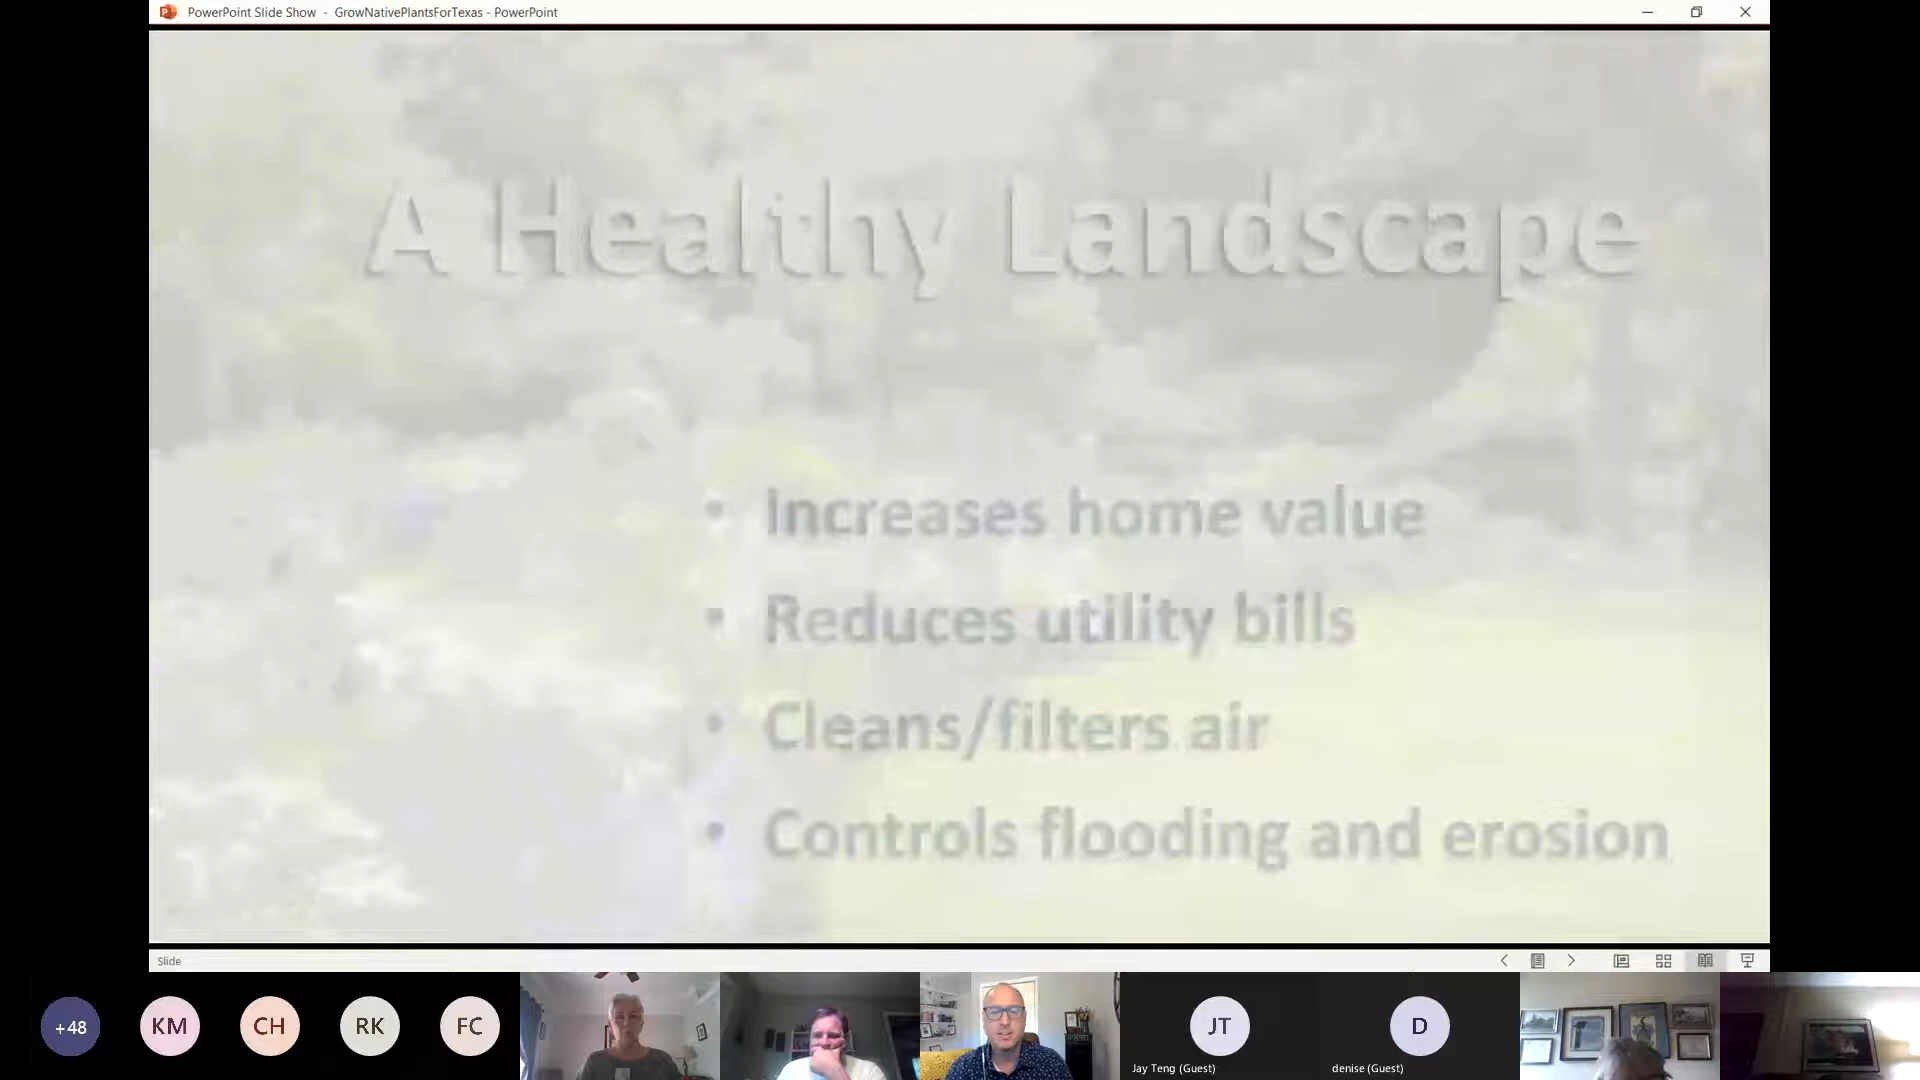 PowerPoint Slide Show - GrowNativePlantsForTexas - PowerPoint
A Healthy Landscape
• Increases home value
• Reduces utility bills
• Cleans/filters air
• Controls flooding and erosion
Slide
+48
KM
CH
RK
FC
JT
D
Jay Teng (Guest)
denise (Guest)